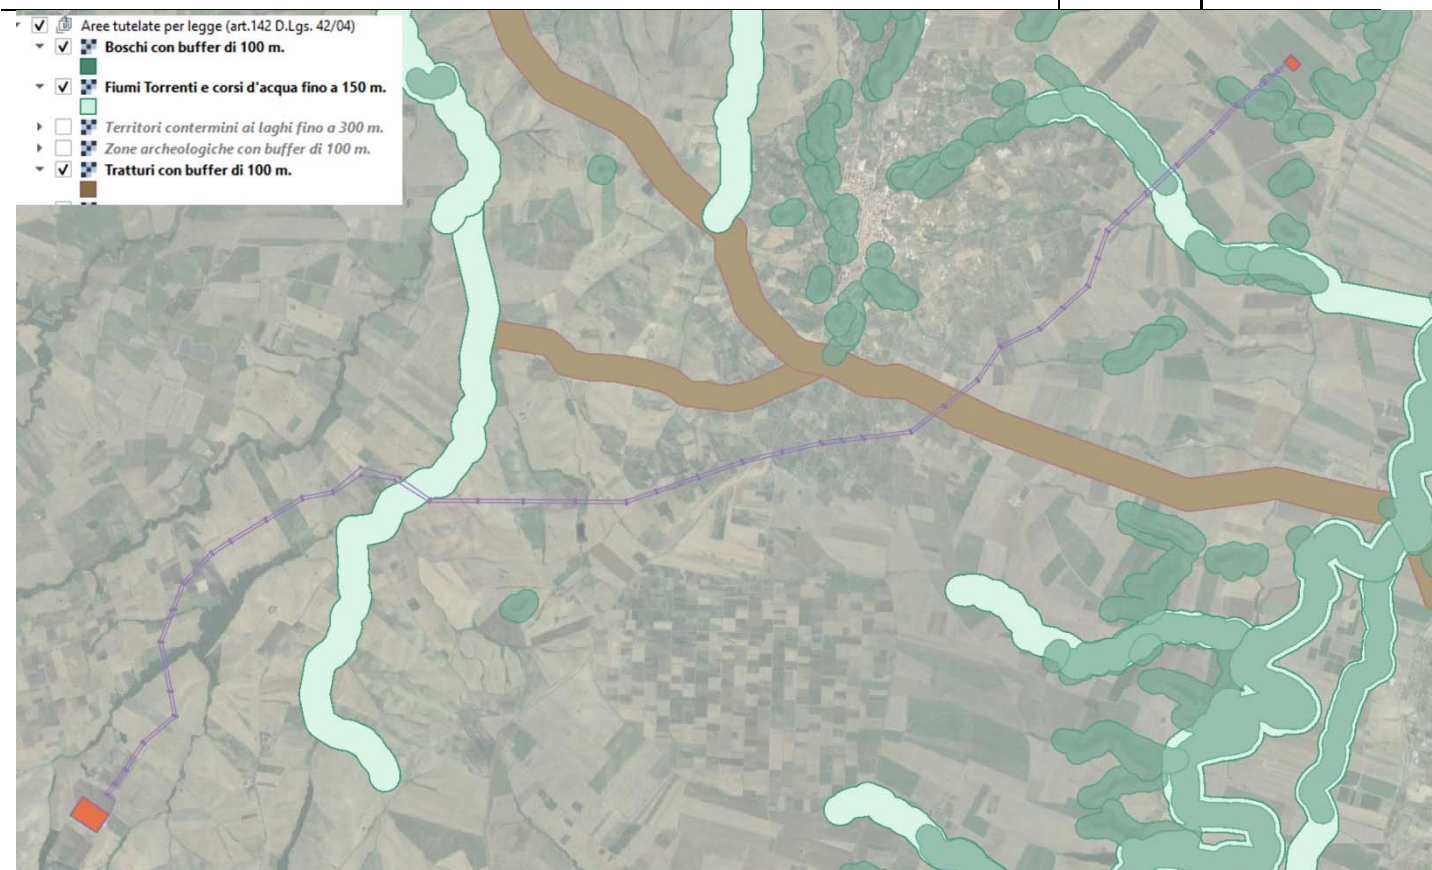 Aree tutelate per legge (art.142 D.Lgs. 42/04)
Boschi con buffer di 100 m.
Fiumi Torrenti e corsi d'acqua fino a 150 m.
Territori contermini ai laghi fino a 300 m.
Zone archeologiche con buffer di 100 m.
Tratturi con buffer di 100 m.